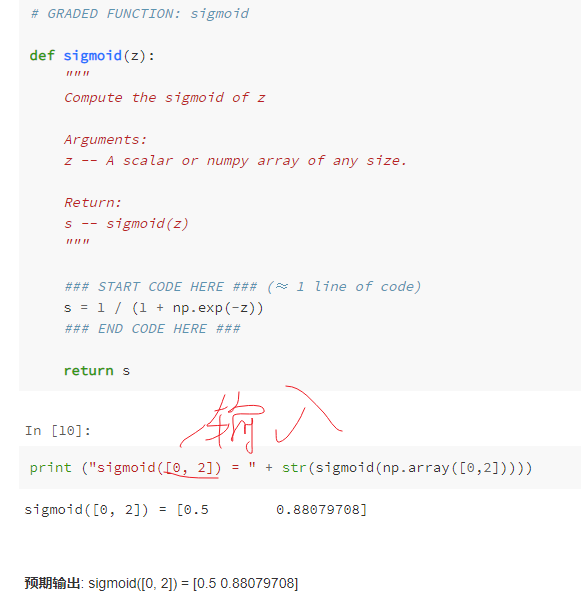 # GRADED FUNCTION: sigmoid
def sigmoid(z):
"""
Compute the sigmoid of z
Arguments:
z -- A scalar or numpy array of any size.
Return:
s -- sigmoid(z)
"""
### START CODE HERE ### (≈ 1 line of code)
s = 1 / (1 + np.exp(-z))
### END CODE HERE ###
return s
输入
In [10]:
print ("sigmoid([0, 2]) = " + str(sigmoid(np.array([0,2]))))
sigmoid([0, 2]) = [0.5 0.88079708]
预期输出: sigmoid([0, 2]) = [0.5 0.88079708]